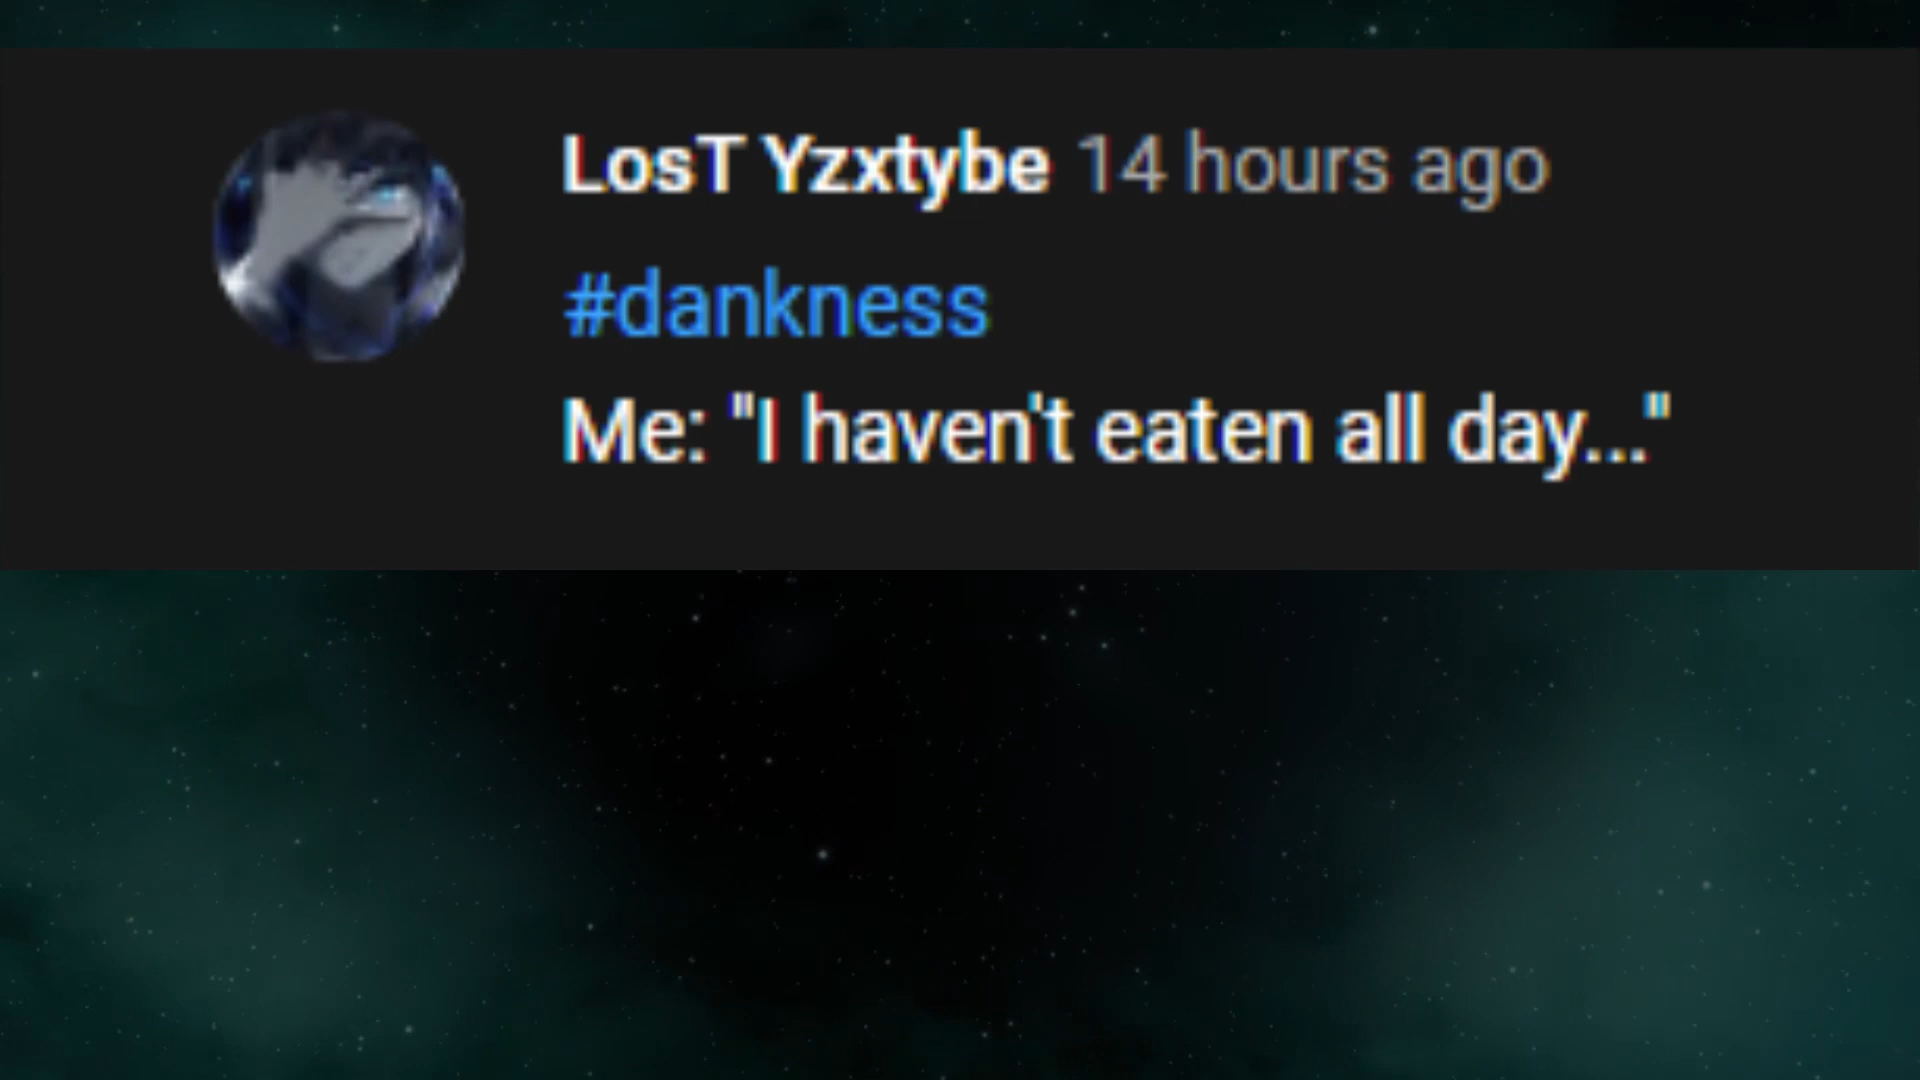 LosT Yzxtybe 14 hours ago
#dankness
Me: "I haven't eaten all day..."